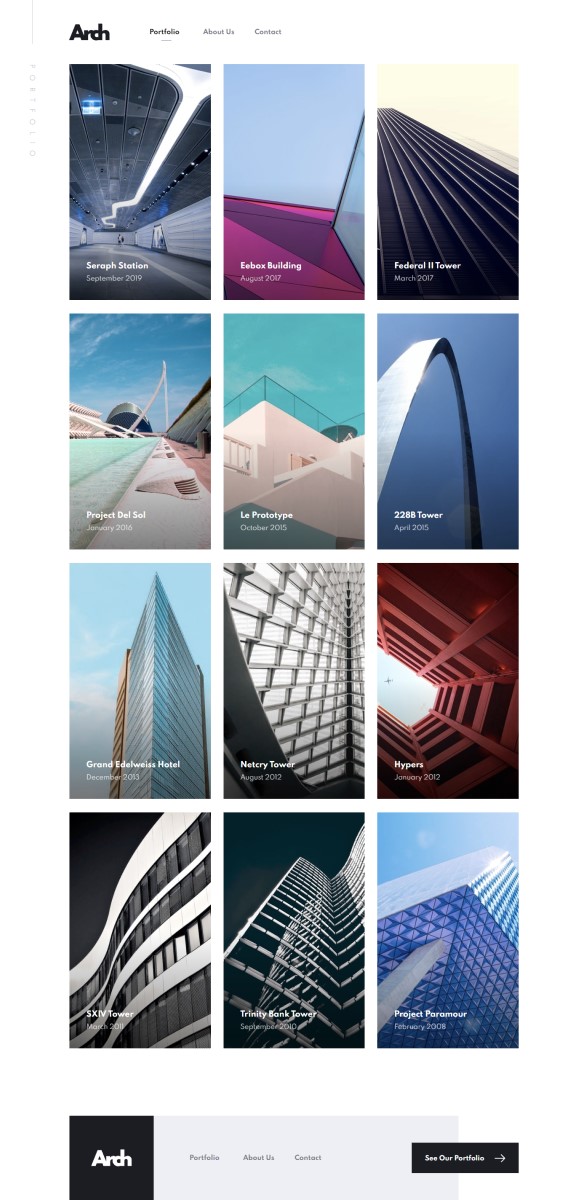 Arch
Portfolio
About Us
Contact
PORTFOLIO
Seraph Station
September 2019
Eebox Building
August 2017
Federal II Tower
March 2017
Project Del Sol
January 2016
Le Prototype
October 2015
228B Tower
April 2015
Grand Edelweiss Hotel
December 2013
Netcry Tower
August 2012
Hypers
January 2012
SXIV Tower
March 2011
Trinity Bank Tower
September 2010
Project Paramour
February 2008
Arch
Portfolio
About Us
Contact
See Our Portfolio